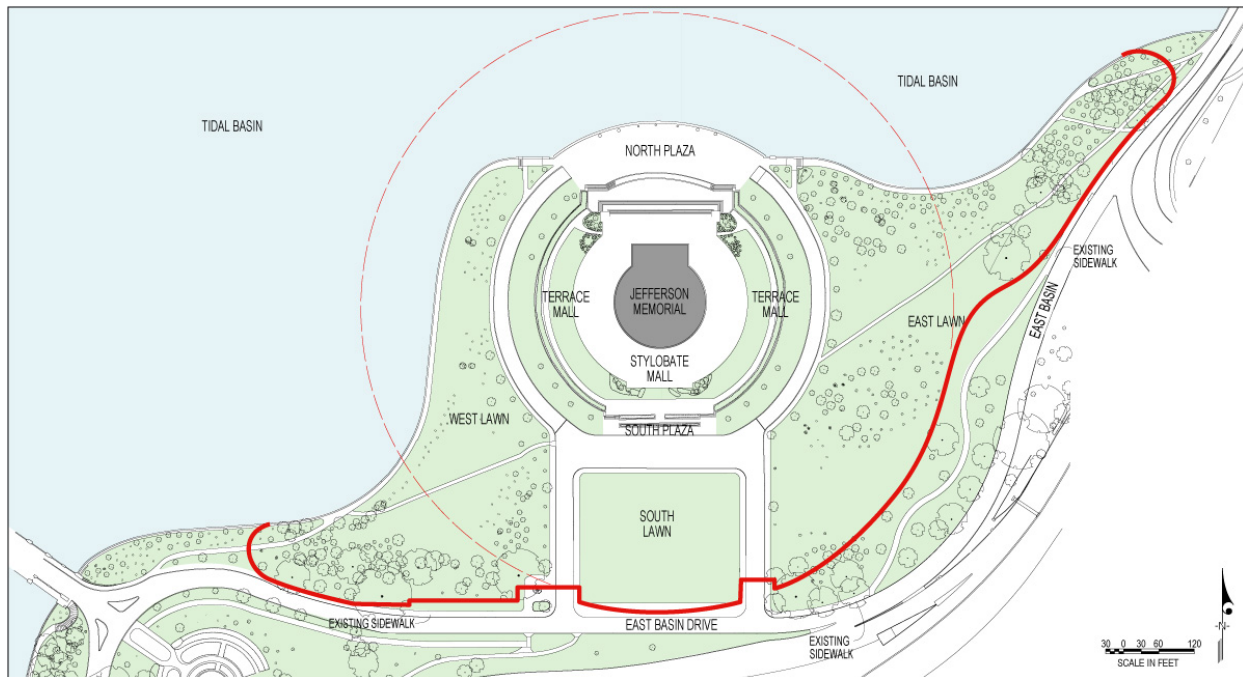 TIDAL BASIN
TIDAL BASIN
NORTH PLAZA
EXISTING
SIDEWALK
TERRACE
MALL
JEFFERSON
MEMORIAL
TERRACE
MALL
EAST LAWN
EAST BASIN
STYLOBATE
MALL
WEST LAWN
SOUTH PLAZA
SOUTH
LAWN
EXISTING SIDEWALK
EAST BASIN DRIVE
EXISTING
SIDEWALK
-N-
30 0 30 60 120
SCALE IN FEET